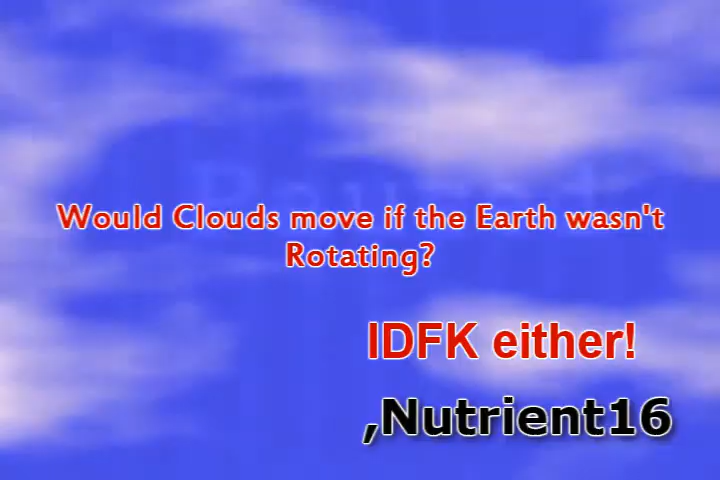 Would Clouds move if the Earth wasn't
Rotating?
IDFK either!
,Nutrient16